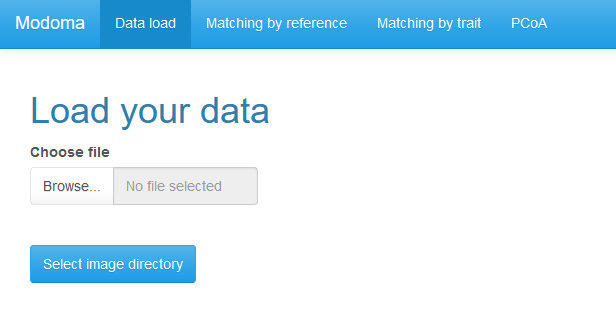 Modoma Data load Matching by reference Matching by trait PCoA
Load your data
Choose file
Browse... No file selected
Select image directory